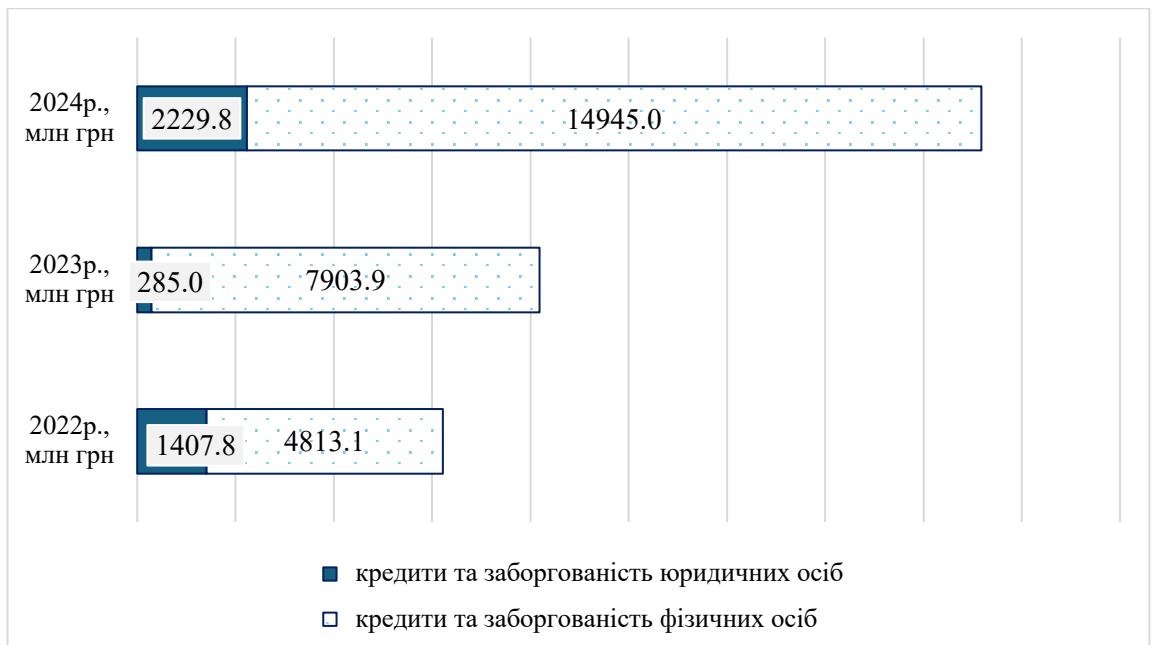 2024р.,
млн грн
2229.8
14945.0
2023р.,
млн грн
285.0
7903.9
2022р.,
млн грн
1407.8
4813.1
кредити та заборгованість юридичних осіб
кредити та заборгованість фізичних осіб